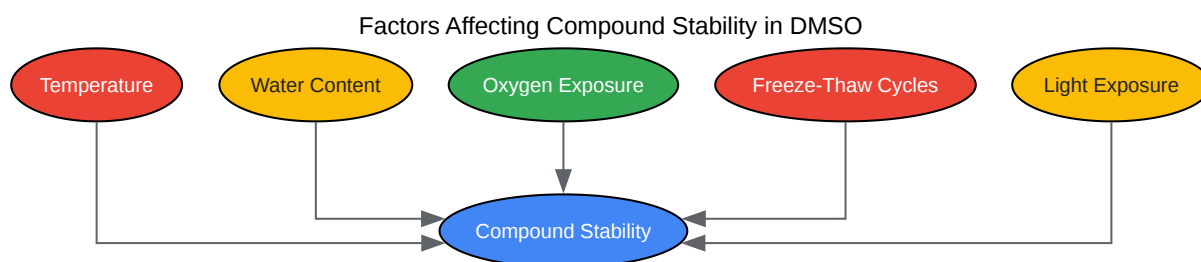 Factors Affecting Compound Stability in DMSO
Temperature
Water Content
Oxygen Exposure
Freeze-Thaw Cycles
Light Exposure
Compound Stability